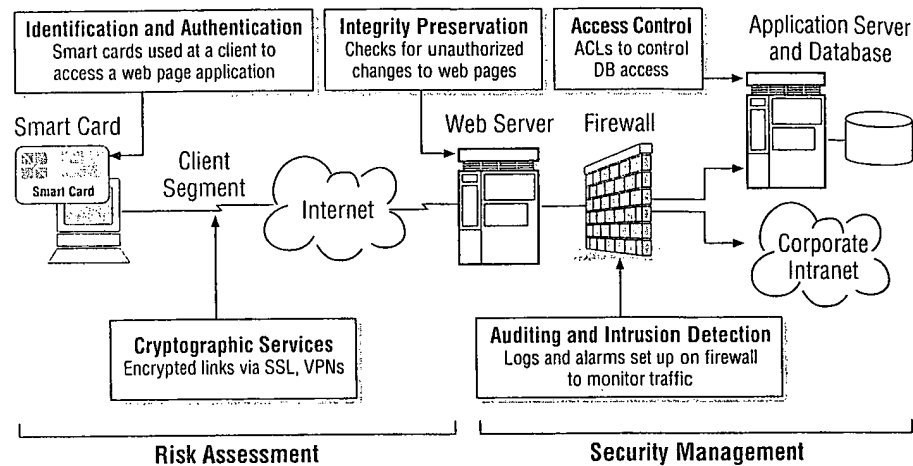 Identification and Authentication
Smart cards used at a client to
access a web page application
Integrity Preservation
Checks for unauthorized
changes to web pages
Access Control
ACLs to control
DB access
Application Server
and Database
Smart Card
Smart Card
Client
Segment
Internet
Web Server
Firewall
Corporate
Intranet
Cryptographic Services
Encrypted links via SSL, VPNs
Auditing and Intrusion Detection
Logs and alarms set up on firewall
to monitor traffic
Risk Assessment
Security Management